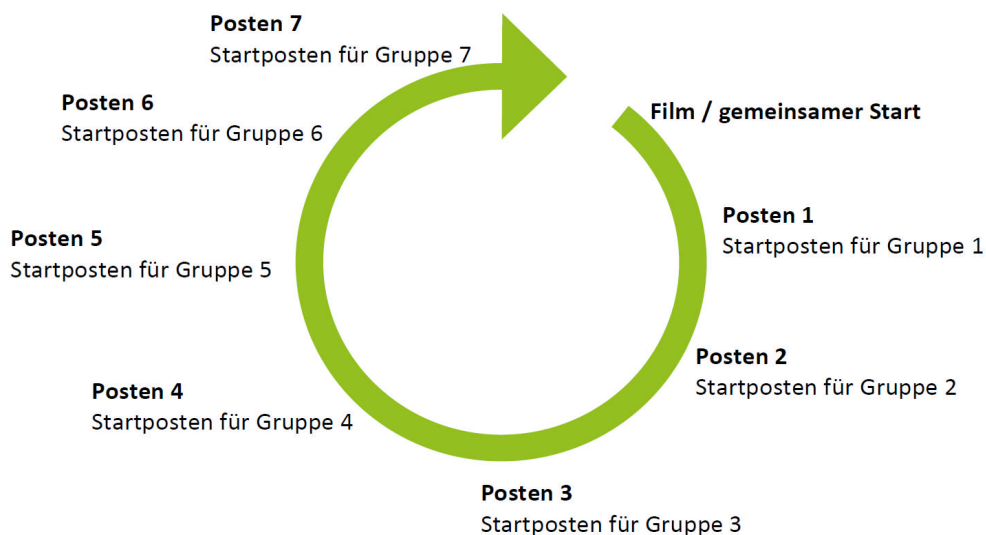 Posten 7
Startposten für Gruppe 7
Posten 6
Startposten für Gruppe 6
Film / gemeinsamer Start
Posten 1
Startposten für Gruppe 1
Posten 5
Startposten für Gruppe 5
Posten 2
Startposten für Gruppe 2
Posten 4
Startposten für Gruppe 4
Posten 3
Startposten für Gruppe 3